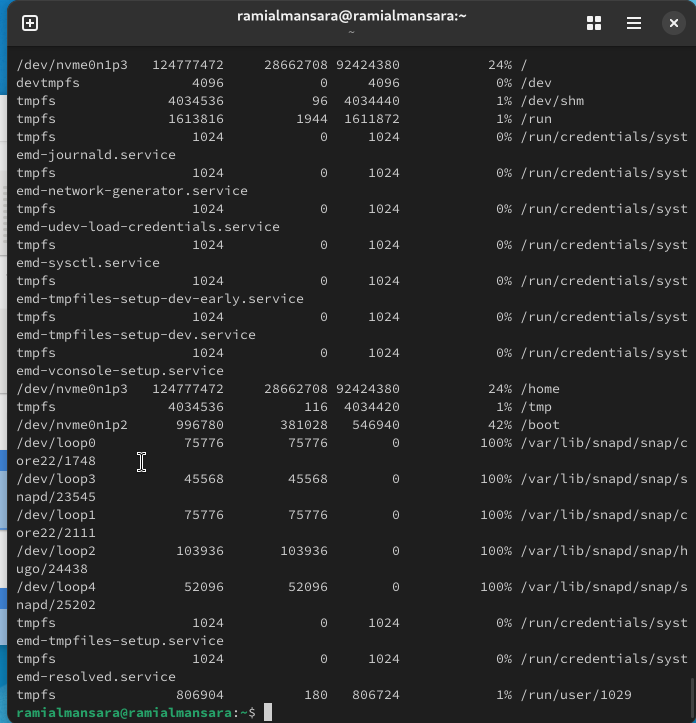 ramialmansara@ramialmansara:~
~
/dev/nvme0n1p3   124777472     28662708 92424380           24% /
devtmpfs              4096            0     4096            0% /dev
tmpfs              4034536           96  4034440            1% /dev/shm
tmpfs              1613816         1944  1611872            1% /run
tmpfs                 1024            0     1024            0% /run/credentials/syst
emd-journald.service
tmpfs                 1024            0     1024            0% /run/credentials/syst
emd-network-generator.service
tmpfs                 1024            0     1024            0% /run/credentials/syst
emd-udev-load-credentials.service
tmpfs                 1024            0     1024            0% /run/credentials/syst
emd-sysctl.service
tmpfs                 1024            0     1024            0% /run/credentials/syst
emd-tmpfiles-setup-dev-early.service
tmpfs                 1024            0     1024            0% /run/credentials/syst
emd-tmpfiles-setup-dev.service
tmpfs                 1024            0     1024            0% /run/credentials/syst
emd-vconsole-setup.service
/dev/nvme0n1p3   124777472     28662708 92424380           24% /home
tmpfs              4034536          116  4034420            1% /tmp
/dev/nvme0n1p2      996780       381028   546940           42% /boot
/dev/loop0           75776        75776        0          100% /var/lib/snapd/snap/c
ore22/1748
/dev/loop3           45568        45568        0          100% /var/lib/snapd/snap/s
napd/23545
/dev/loop1           75776        75776        0          100% /var/lib/snapd/snap/c
ore22/2111
/dev/loop2          103936       103936        0          100% /var/lib/snapd/snap/h
ugo/24438
/dev/loop4           52096        52096        0          100% /var/lib/snapd/snap/s
napd/25202
tmpfs                 1024            0     1024            0% /run/credentials/syst
emd-tmpfiles-setup.service
tmpfs                 1024            0     1024            0% /run/credentials/syst
emd-resolved.service
tmpfs               806904          180   806724            1% /run/user/1029
ramialmansara@ramialmansara:~$